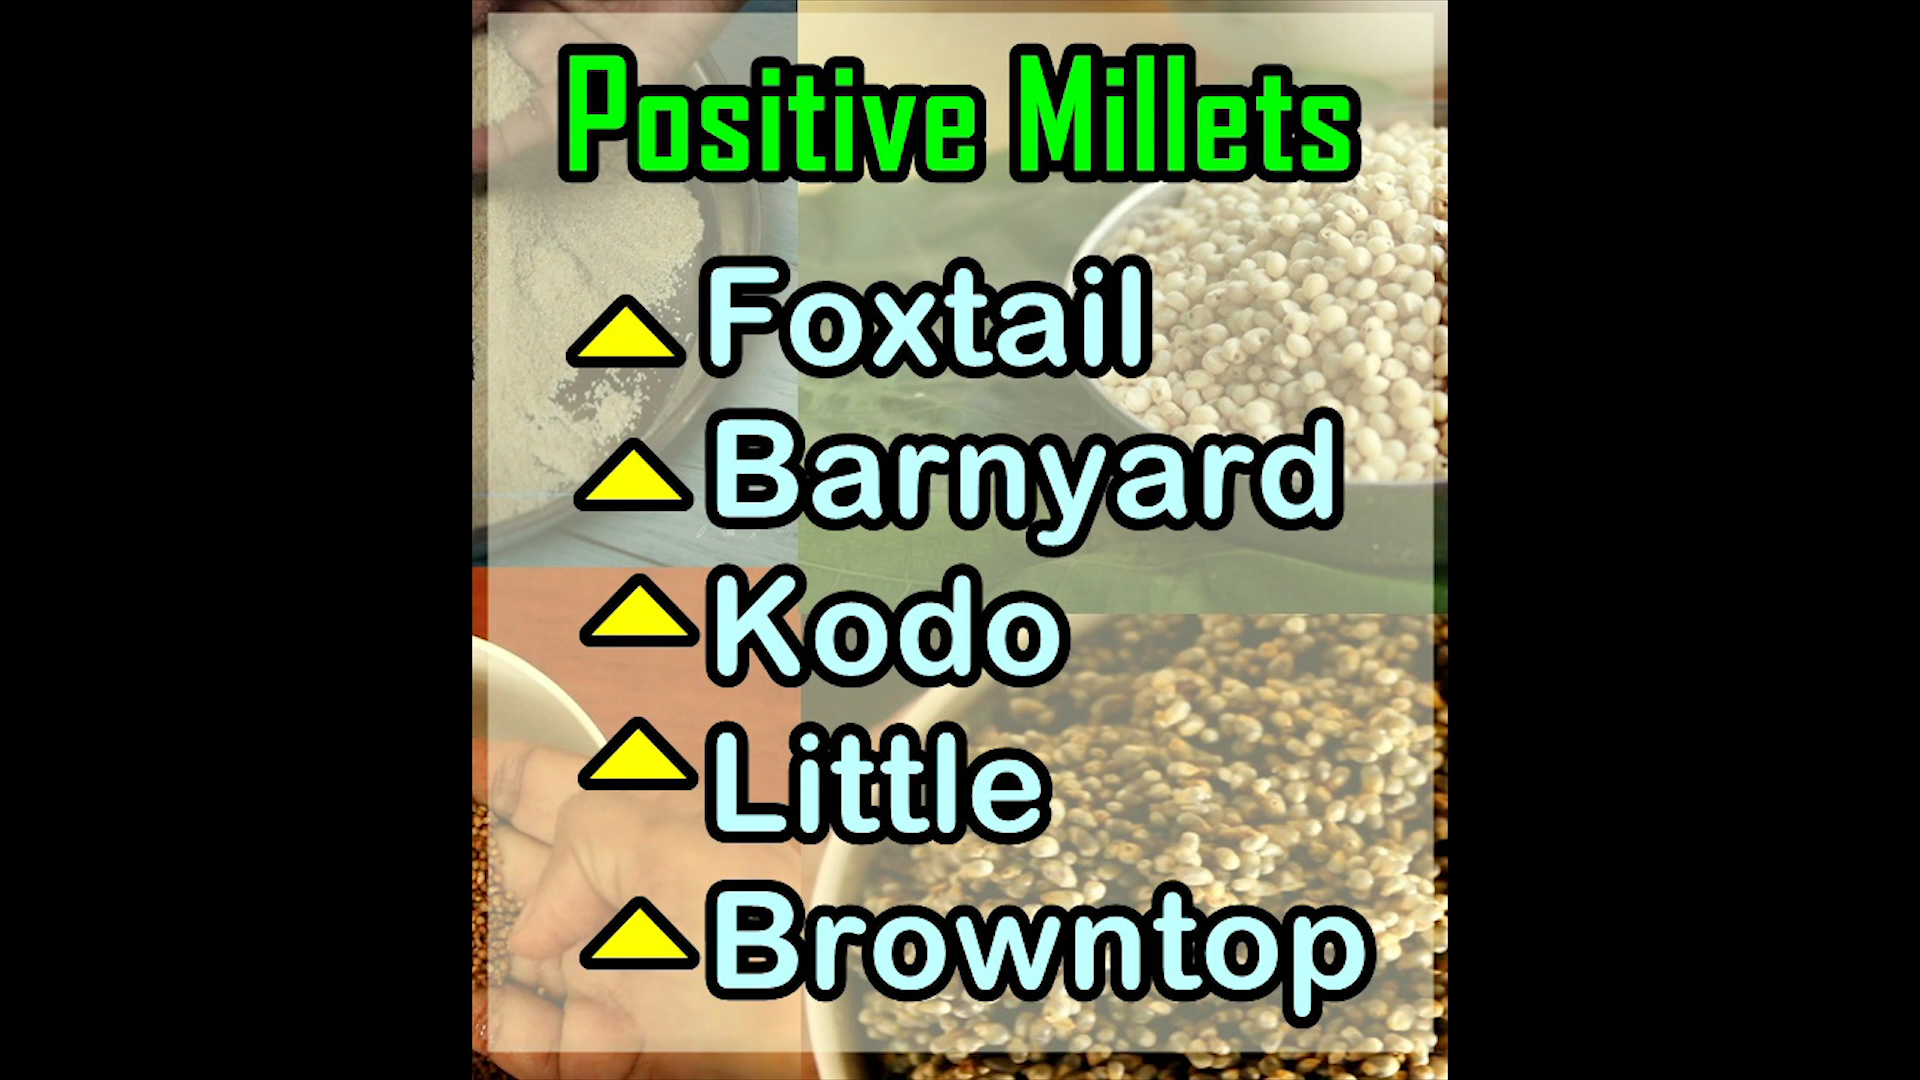 Positive Millets
Foxtail
Barnyard
Kodo
Little
Browntop